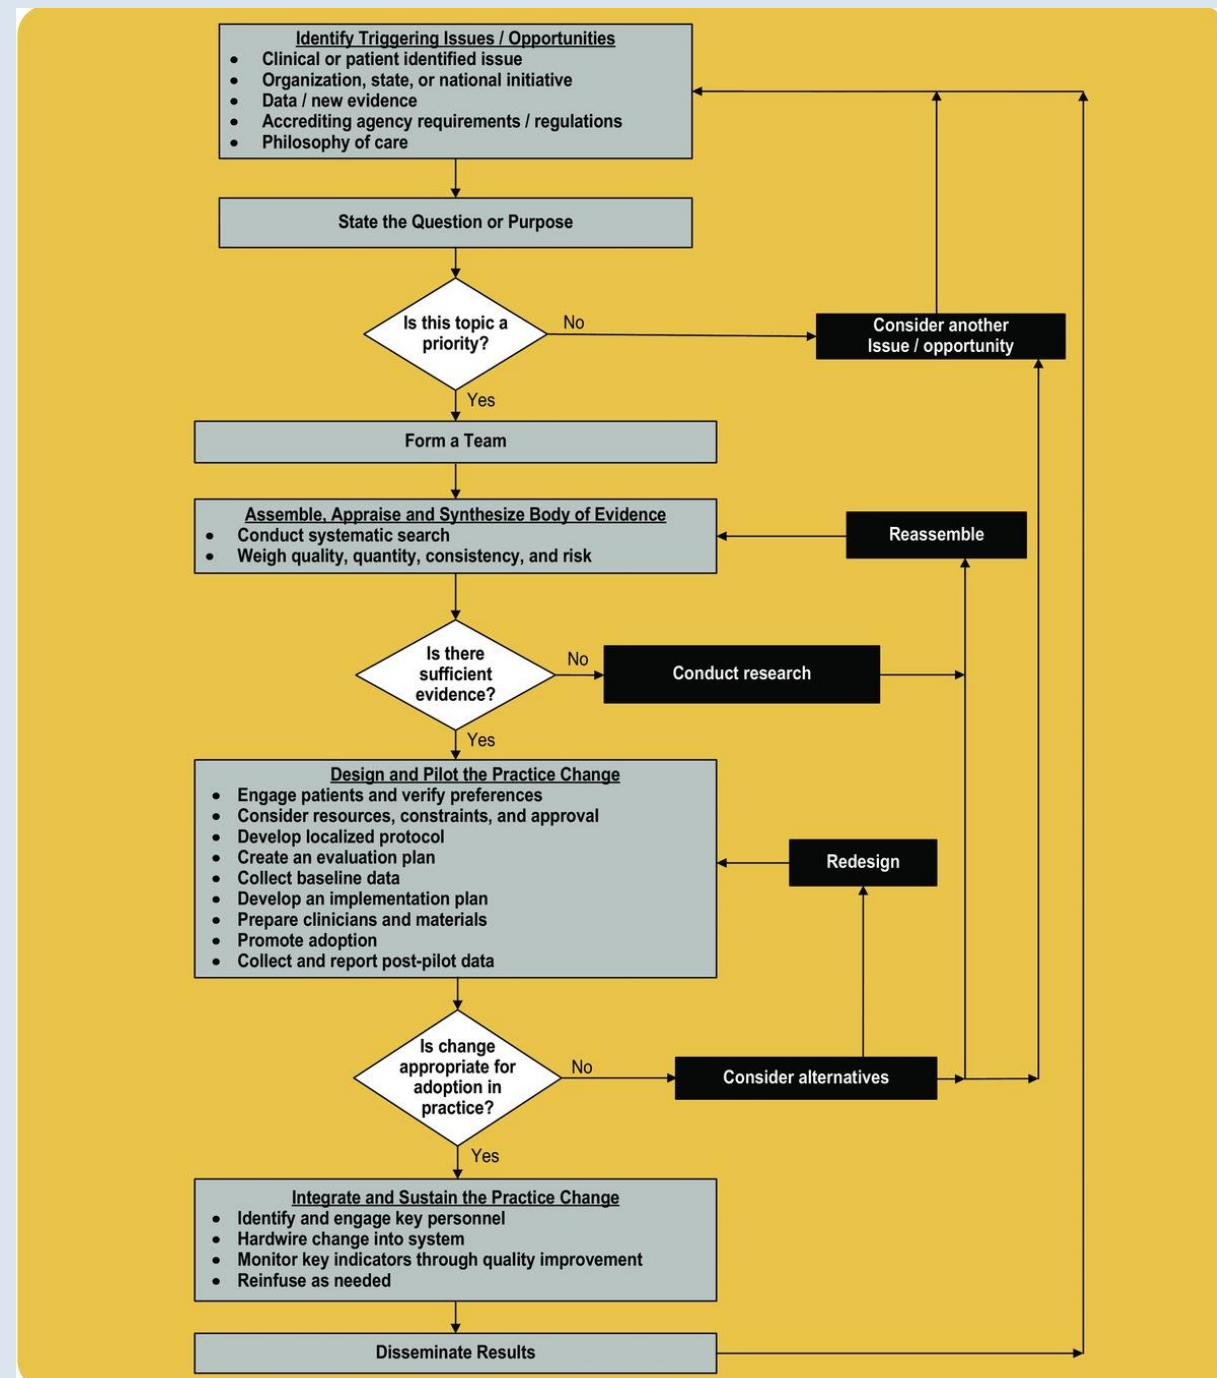 Identify Triggering Issues / Opportunities
• Clinical or patient identified issue
• Organization, state, or national initiative
• Data / new evidence
• Accrediting agency requirements / regulations
• Philosophy of care
State the Question or Purpose
Is this topic a
priority?
No
Consider another
Issue / opportunity
Yes
Form a Team
Assemble, Appraise and Synthesize Body of Evidence
• Conduct systematic search
• Weigh quality, quantity, consistency, and risk
Reassemble
Is there
sufficient
evidence?
No
Conduct research
Yes
Design and Pilot the Practice Change
• Engage patients and verify preferences
• Consider resources, constraints, and approval
• Develop localized protocol
• Create an evaluation plan
• Collect baseline data
• Develop an implementation plan
• Prepare clinicians and materials
• Promote adoption
• Collect and report post-pilot data
Redesign
Is change
appropriate for
adoption in
practice?
No
Consider alternatives
Yes
Integrate and Sustain the Practice Change
• Identify and engage key personnel
• Hardwire change into system
• Monitor key indicators through quality improvement
• Reinfuse as needed
Disseminate Results